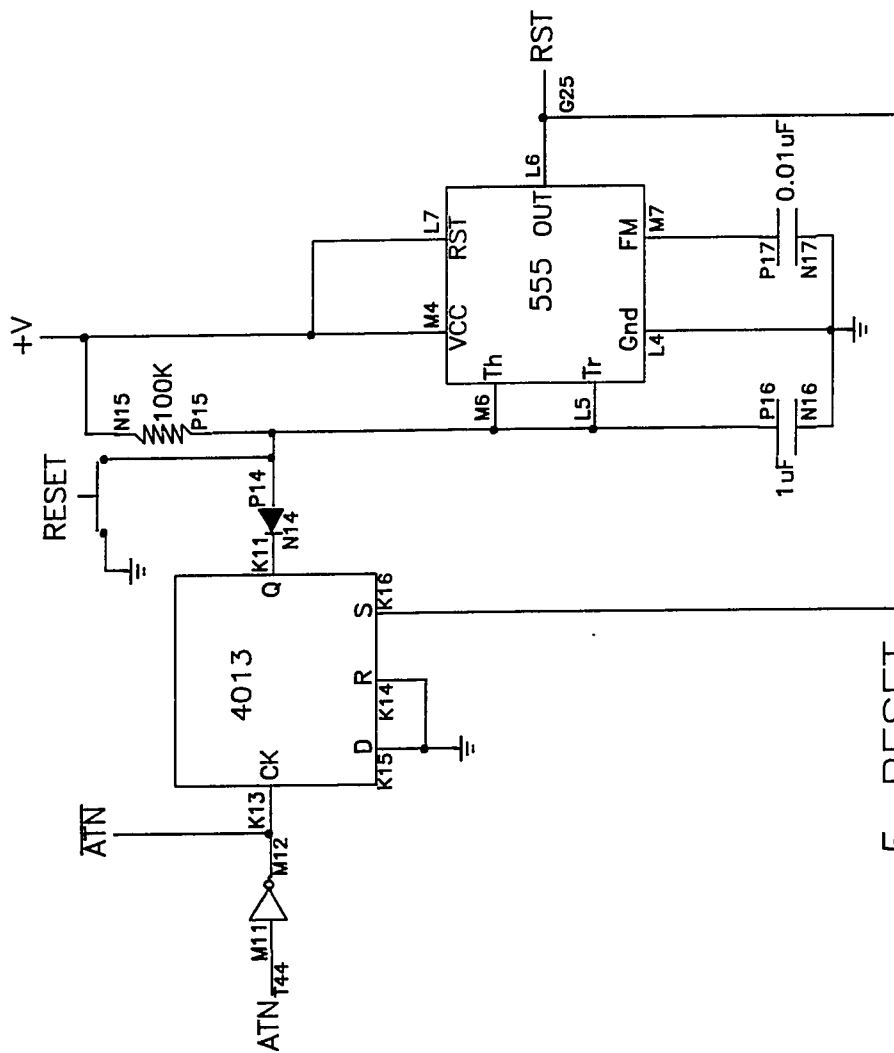 +V
RESET
N15
100K
P15
ATN
ATN
T44
M11
M12
K13
CK
4013
Q
K11
P14
N14
D
R
S
K15
K14
K16
M4
VCC
L7
RST
M6
Th
L5
Tr
555
OUT
L6
RST
G25
Gnd
L4
FM
M7
P16
1uF
N16
P17
0.01uF
N17
RESET